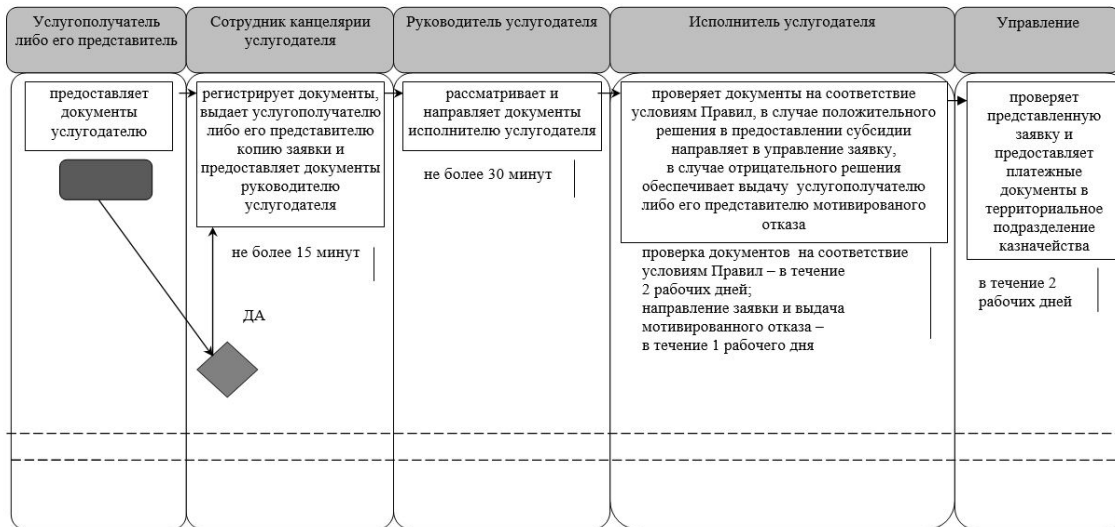 Услугополучатель
либо его представитель
Сотрудник канцелярии
услугодателя
Руководитель услугодателя
Исполнитель услугодателя
Управление
предоставляет
документы
услугодателю
регистрирует документы,
выдает услугополучателю
либо его представителю
копию заявки и
предоставляет документы
руководителю
услугодателя
не более 15 минут
ДА
рассматривает и
направляет документы
исполнителю услугодателя
не более 30 минут
проверяет документы на соответствие
условиям Правил, в случае положительного
решения в предоставлении субсидии
направляет в управление заявку,
в случае отрицательного решения
обеспечивает выдачу услугополучателю
либо его представителю мотивированого
отказа
проверка документов на соответствие
условиям Правил – в течение
2 рабочих дней;
направление заявки и выдача
мотивированного отказа –
в течение 1 рабочего дня
проверяет
представленную
заявку и
предоставляет
платежные
документы в
территориальное
подразделение
казначейства
в течение 2
рабочих дней